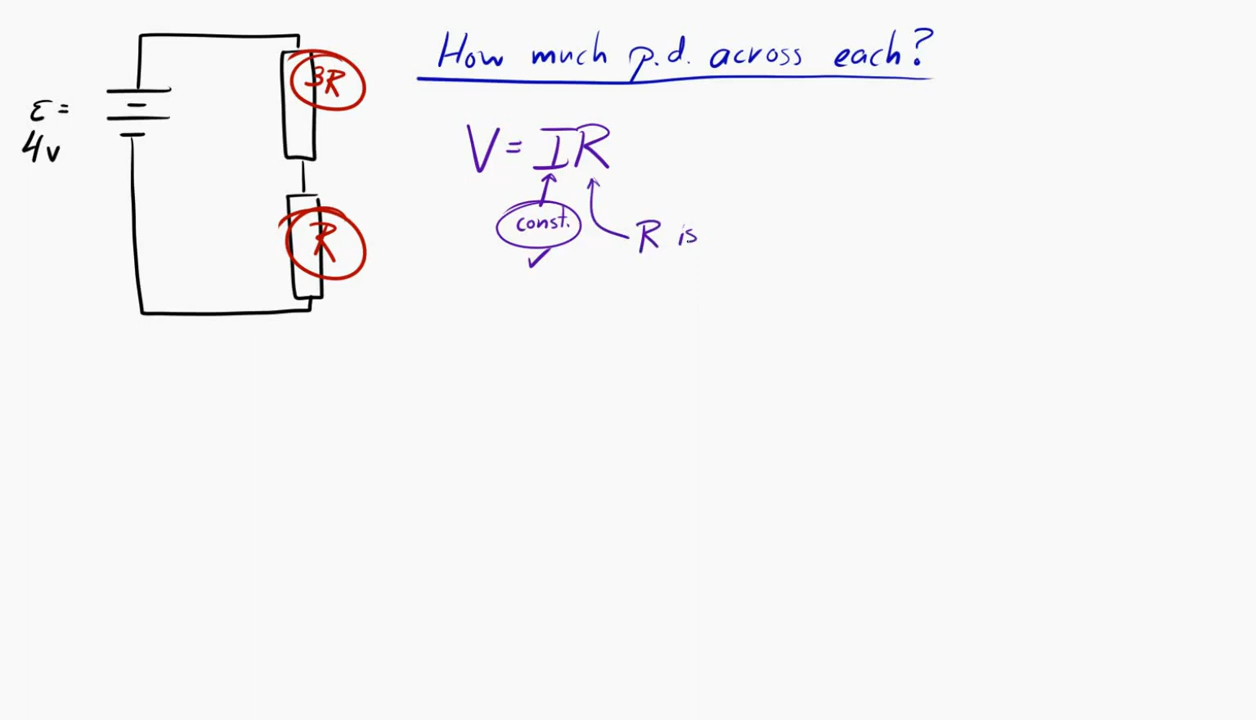 How much p.d. across each?
3R
ε =
4v
V = IR
const.
R is
R